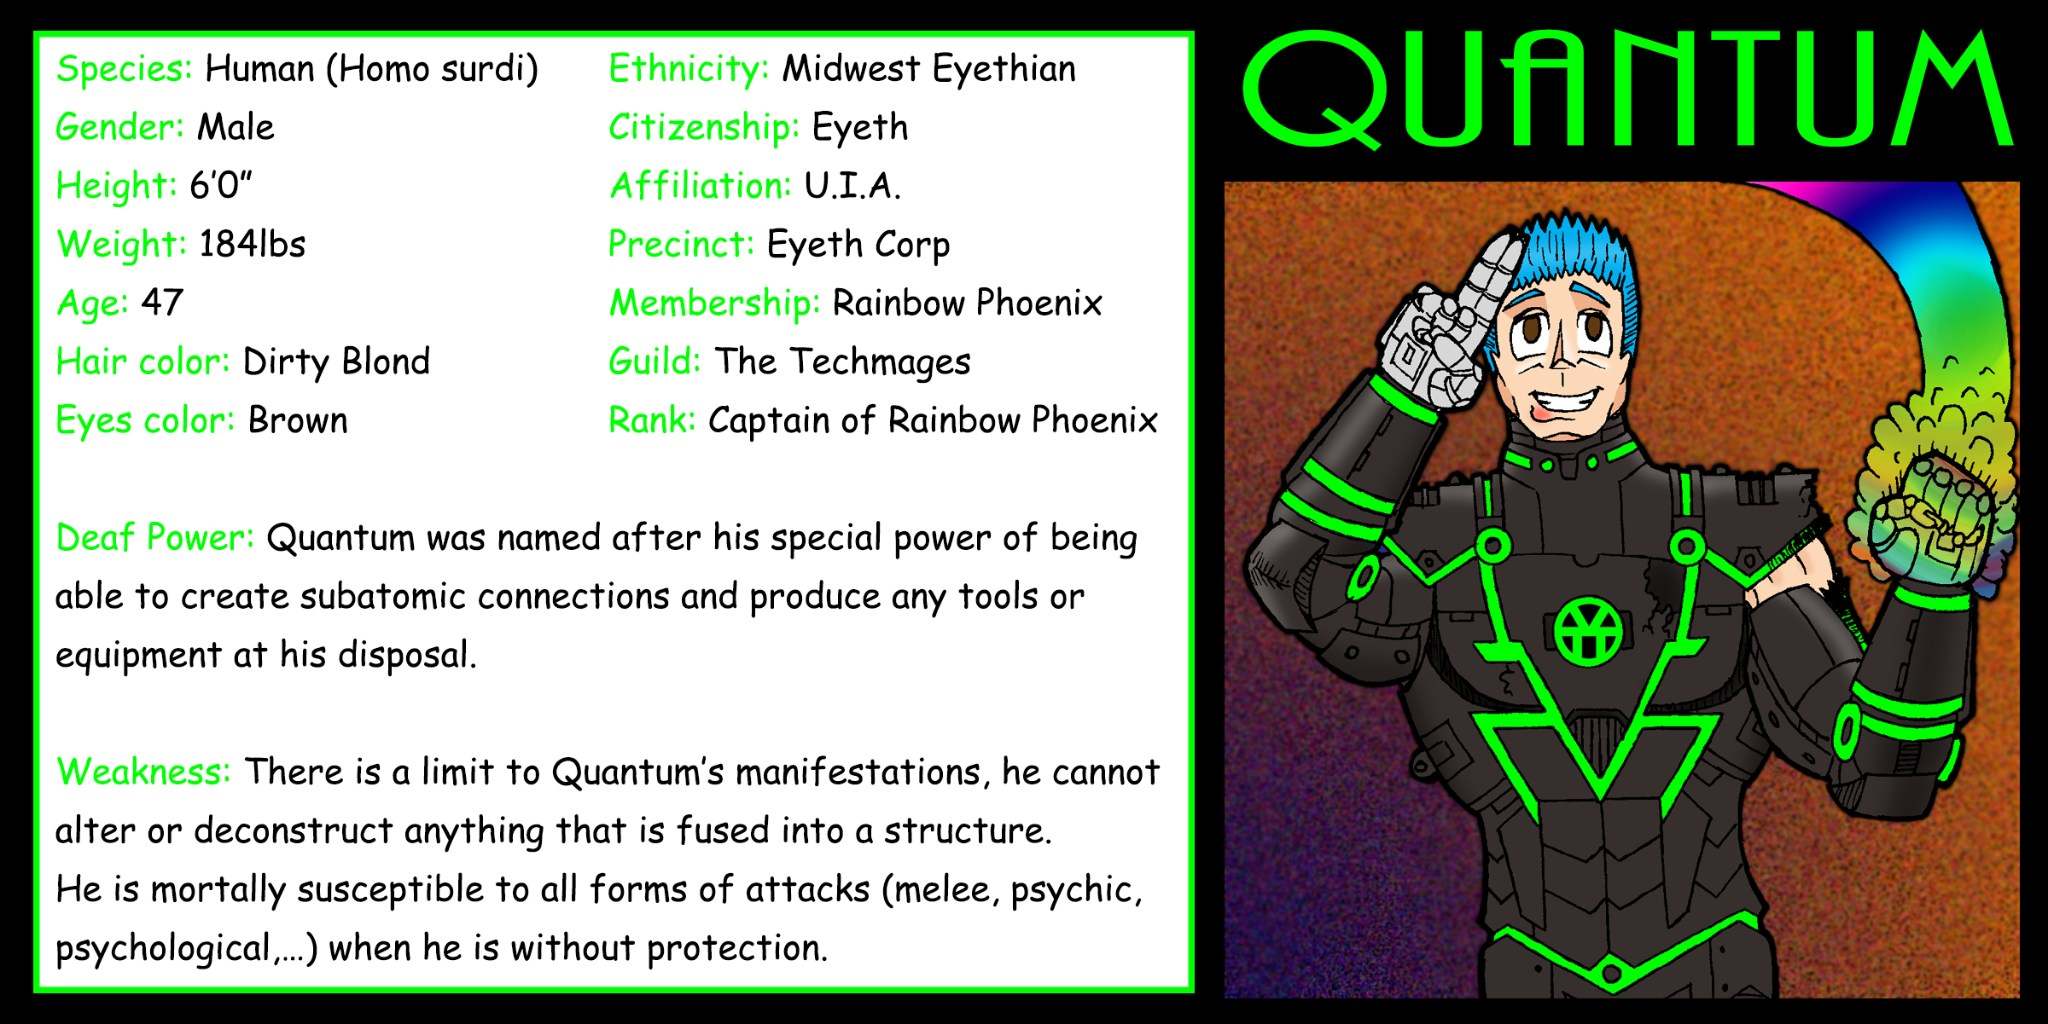 QUANTUM
Species: Human (Homo surdi)
Gender: Male
Height: 6'0"
Weight: 184lbs
Age: 47
Hair color: Dirty Blond
Eyes color: Brown
Ethnicity: Midwest Eyethian
Citizenship: Eyeth
Affiliation: U.I.A.
Precinct: Eyeth Corp
Membership: Rainbow Phoenix
Guild: The Techmages
Rank: Captain of Rainbow Phoenix
Deaf Power: Quantum was named after his special power of being
able to create subatomic connections and produce any tools or
equipment at his disposal.
Weakness: There is a limit to Quantum's manifestations, he cannot
alter or deconstruct anything that is fused into a structure.
He is mortally susceptible to all forms of attacks (melee, psychic,
psychological,...) when he is without protection.